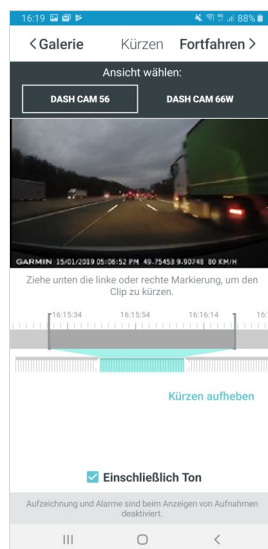 16:19 88%
< Galerie Kürzen Fortfahren >
Ansicht wählen:
DASH CAM 56 DASH CAM 66W
GARMIN 15/01/2019 05:06:52 PM 49.75453 9.90748 80 KM/H
Ziehe unten die linke oder rechte Markierung, um den
Clip zu kürzen.
16:15:34 16:15:54 16:16:14 16:
Kürzen aufheben
Einschließlich Ton
Aufzeichnung und Alarme sind beim Anzeigen von Aufnahmen
deaktiviert.